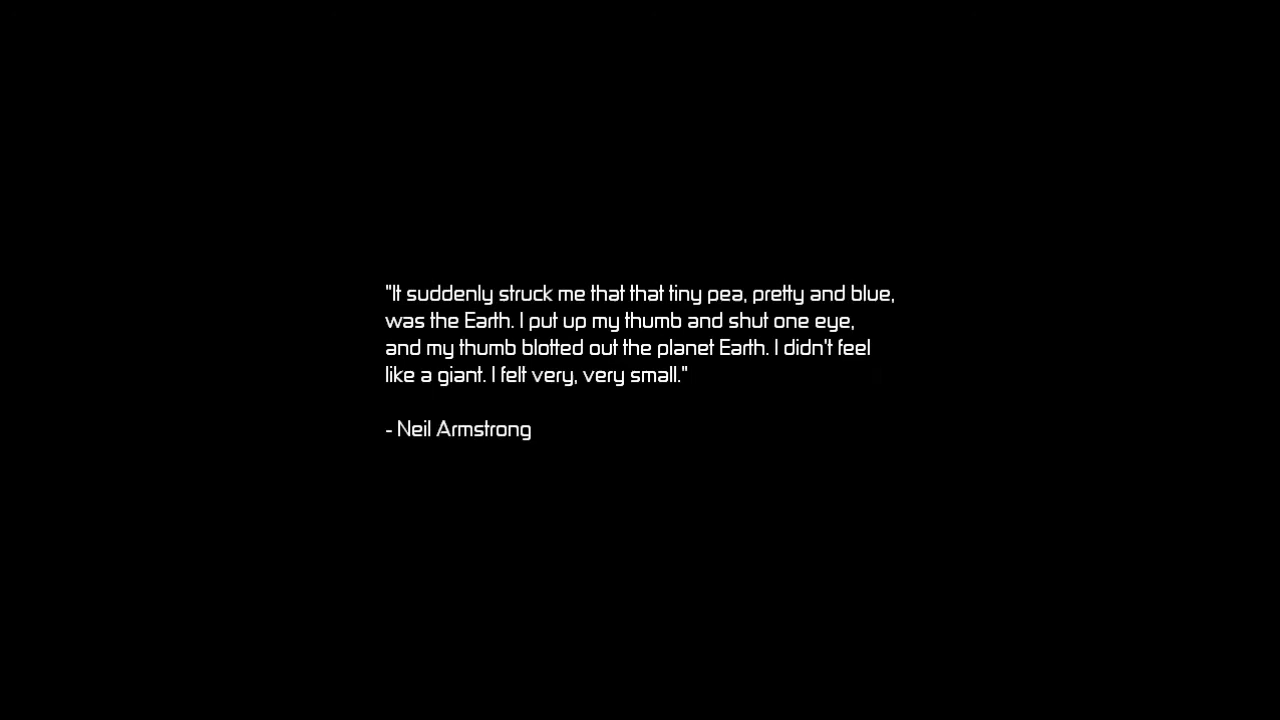 "It suddenly struck me that that tiny pea, pretty and blue,
was the Earth. I put up my thumb and shut one eye,
and my thumb blotted out the planet Earth. I didn't feel
like a giant. I felt very, very small."
- Neil Armstrong